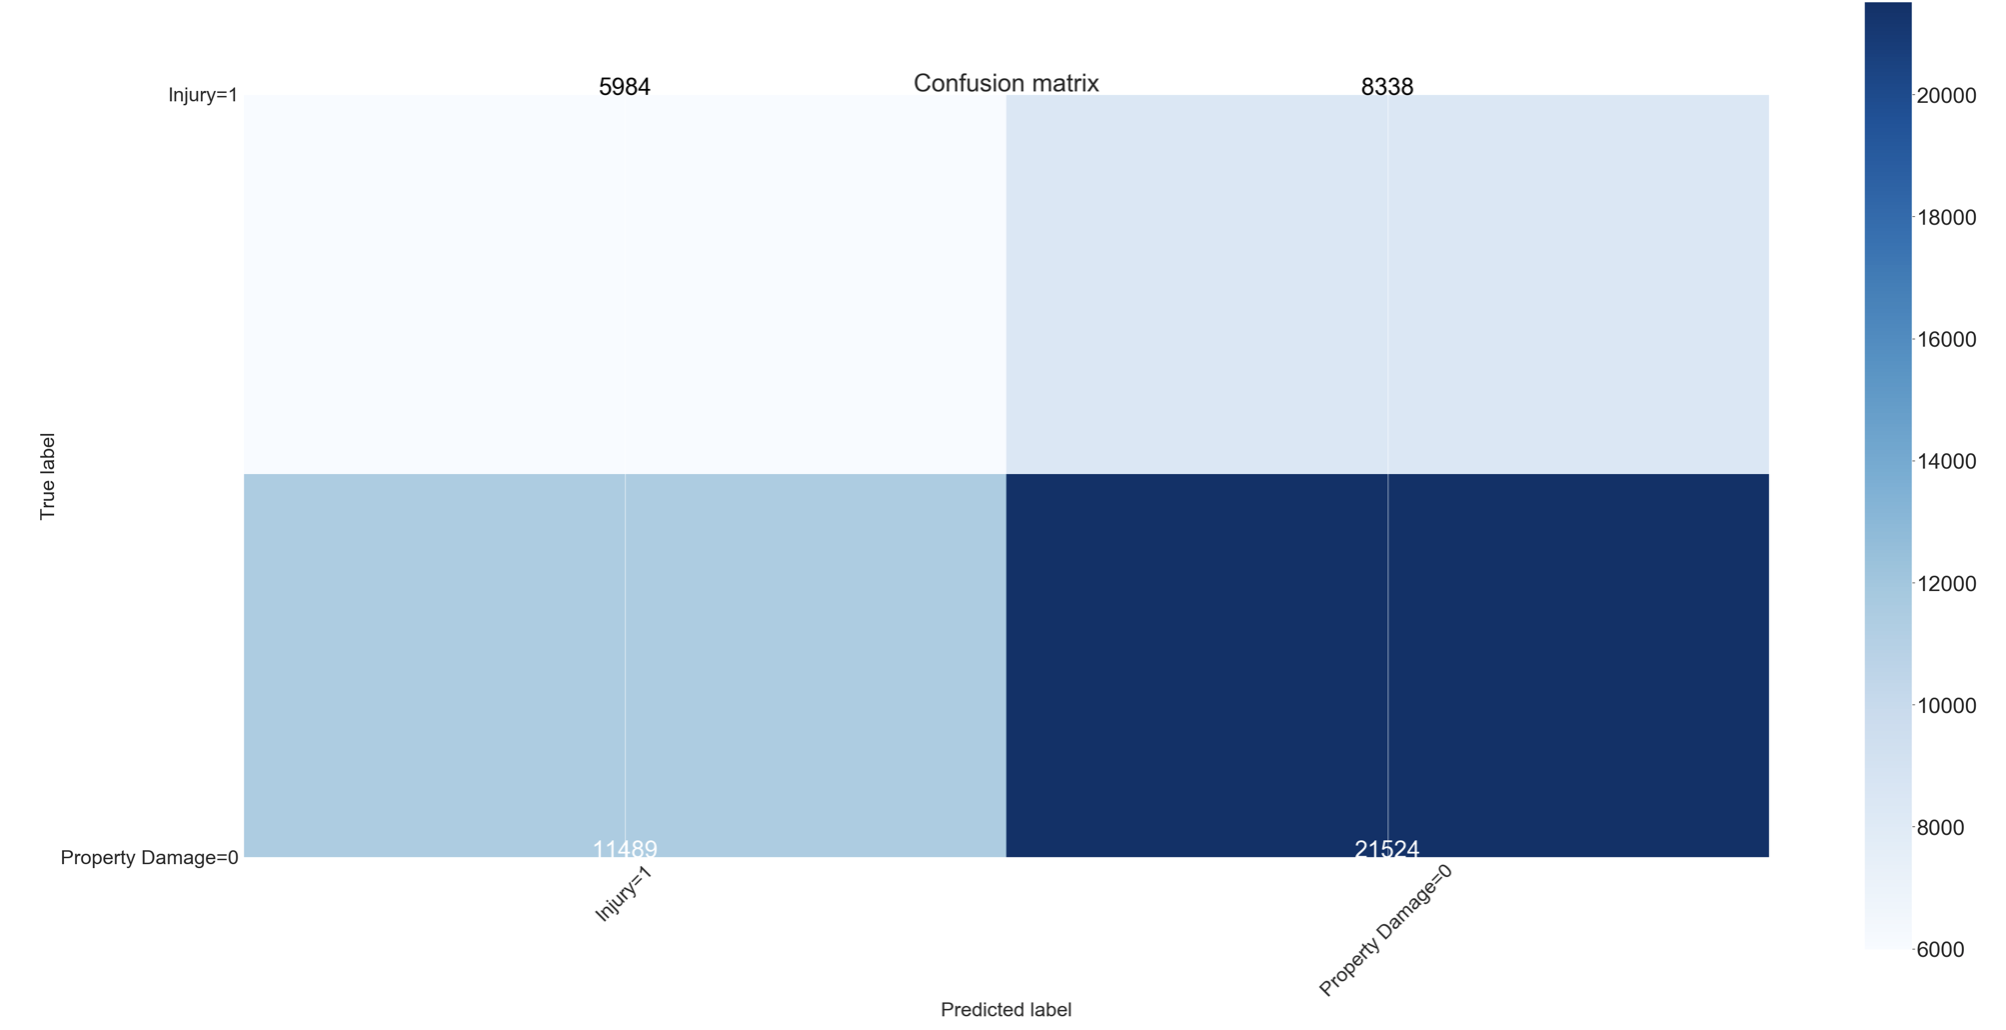 Confusion matrix
5984
8338
11489
21524
Injury=1
Property Damage=0
True label
Injury=1
Property Damage=0
Predicted label
20000
18000
16000
14000
12000
10000
8000
6000